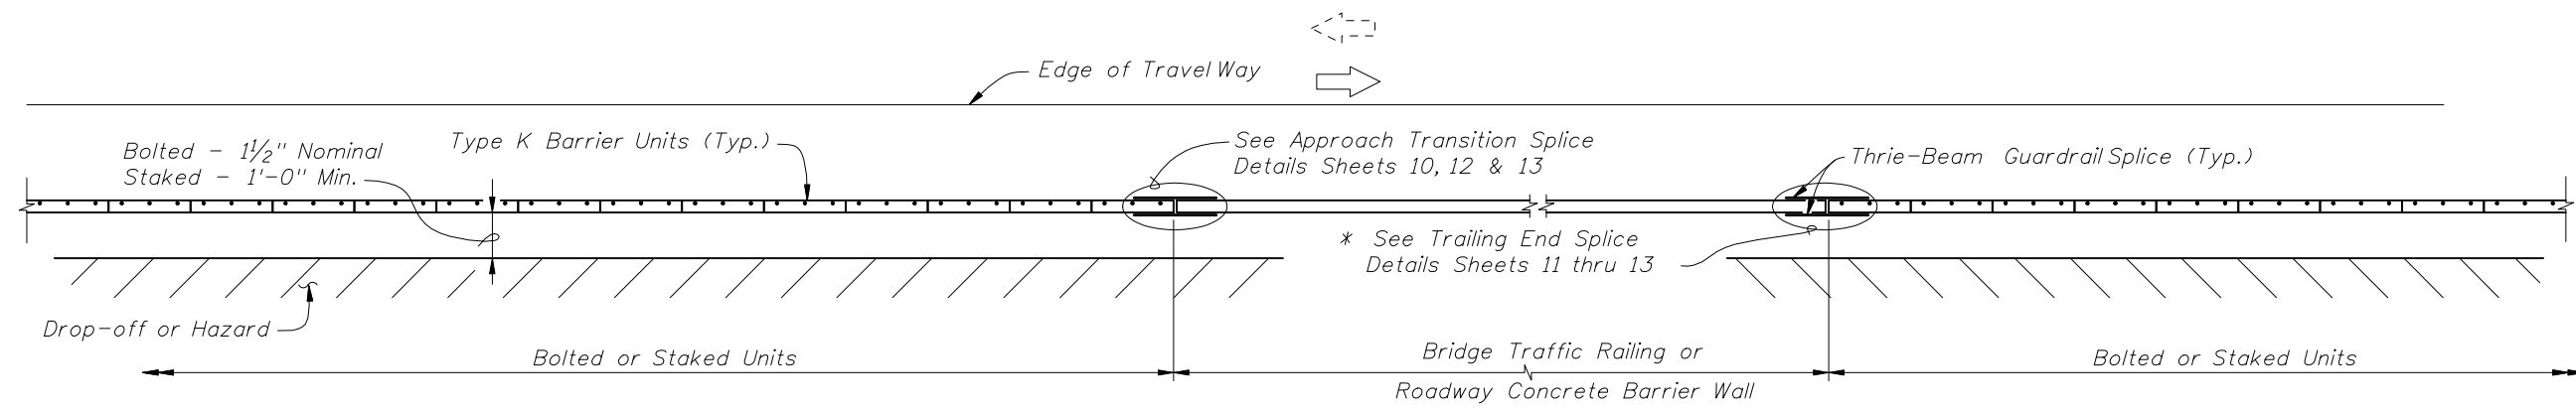 Edge of Travel Way
Bolted - 1½" Nominal
Staked - 1'-0" Min.
Type K Barrier Units (Typ.)
See Approach Transition Splice
Details Sheets 10, 12 & 13
Thrie-Beam Guardrail Splice (Typ.)
* See Trailing End Splice
Details Sheets 11 thru 13
Drop-off or Hazard
Bolted or Staked Units
Bridge Traffic Railing or
Roadway Concrete Barrier Wall
Bolted or Staked Units